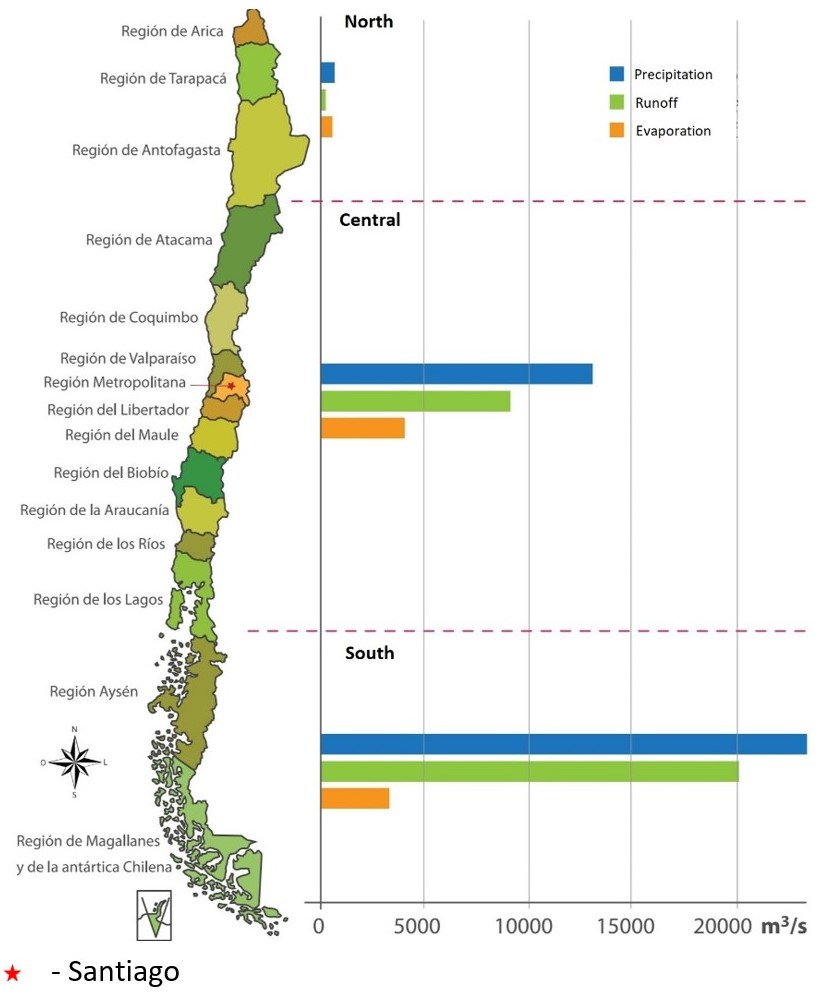 North
Región de Arica
Región de Tarapacá
Precipitation
Runoff
Evaporation
Región de Antofagasta
Central
Región de Atacama
Región de Coquimbo
Región de Valparaíso
Región Metropolitana
Región del Libertador
Región del Maule
Región del Biobío
Región de la Araucanía
Región de los Ríos
Región de los Lagos
South
Región Aysén
N
O
L
S
Región de Magallanes
y de la antártica Chilena
0 5000 10000 15000 20000 m³/s
- Santiago